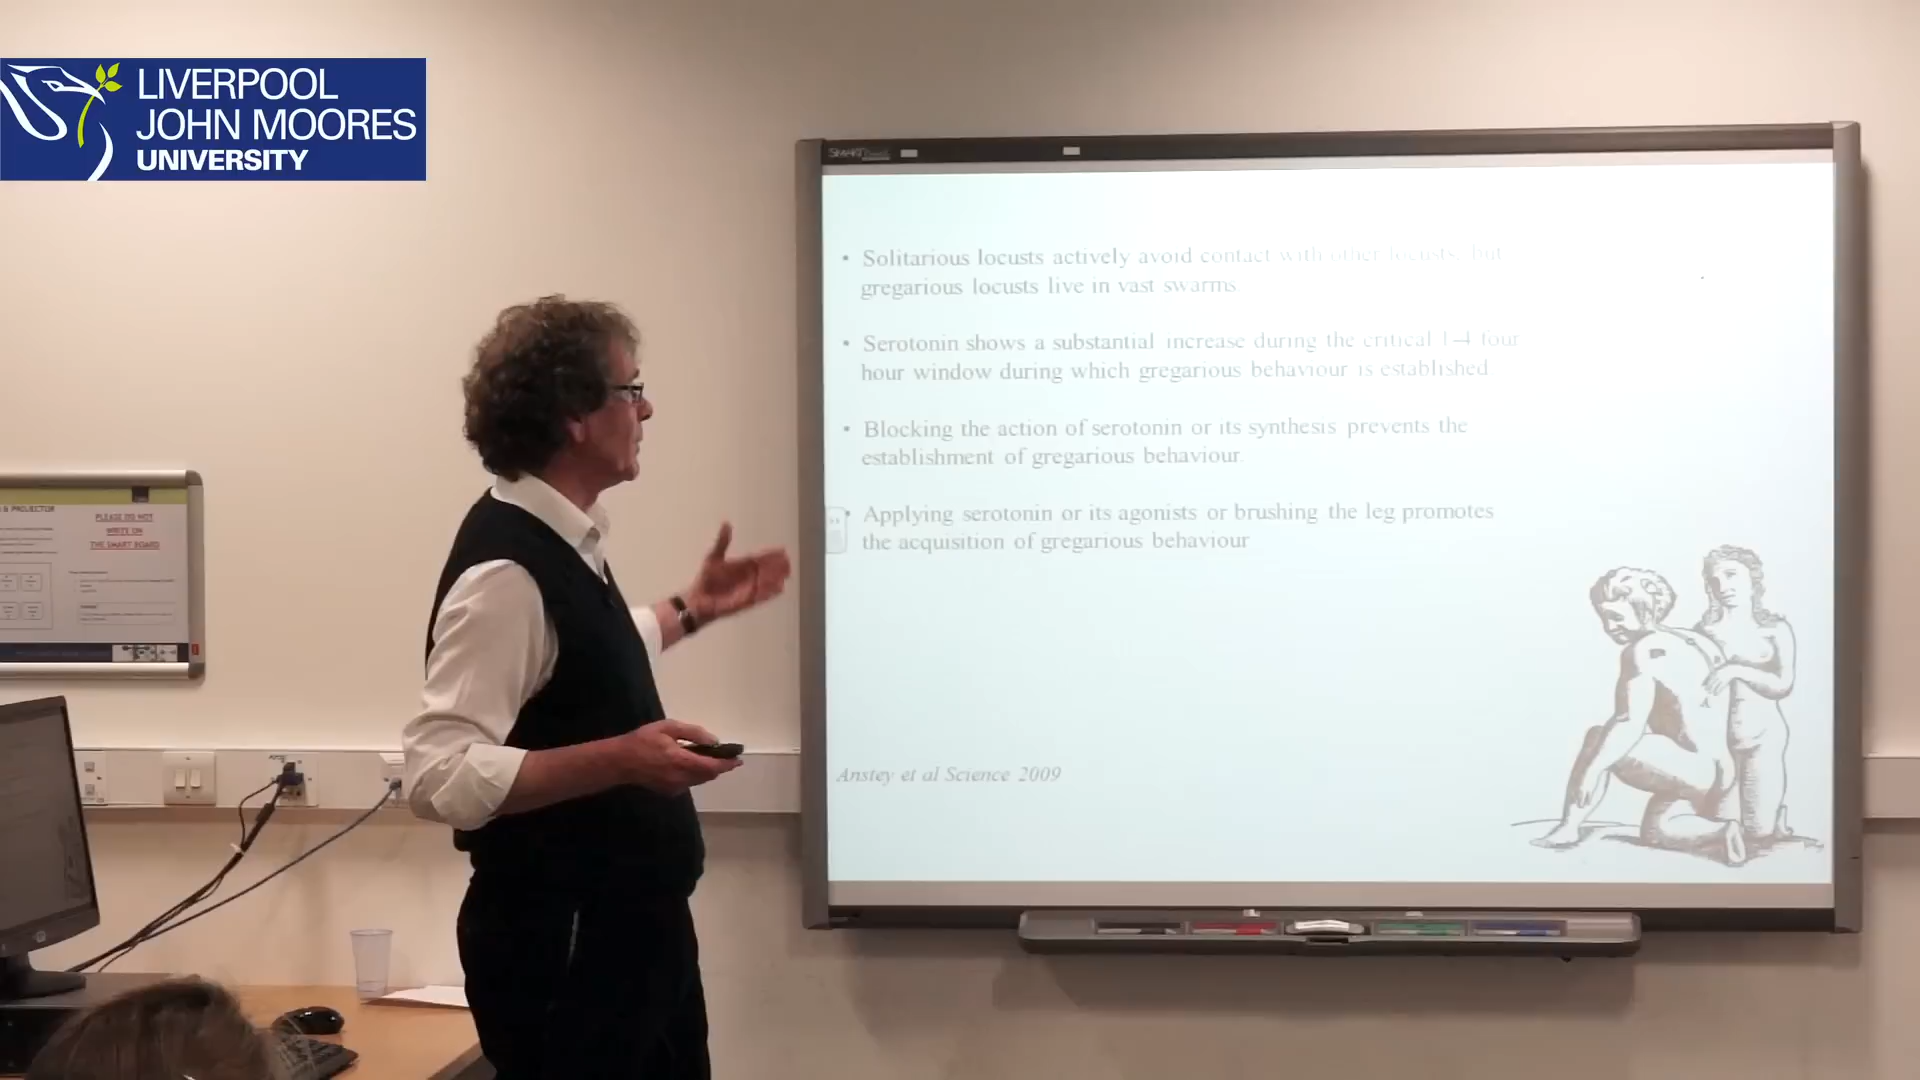 LIVERPOOL
JOHN MOORES
UNIVERSITY
SMART
• Solitarious locusts actively avoid contact with other locusts, but
gregarious locusts live in vast swarms
• Serotonin shows a substantial increase during the critical 1-4 four
hour window during which gregarious behaviour is established
• Blocking the action of serotonin or its synthesis prevents the
establishment of gregarious behaviour.
• Applying serotonin or its agonists or brushing the leg promotes
the acquisition of gregarious behaviour
Anstey et al Science 2009
& PROJECTOR
PLEASE DO NOT
WRITE ON
THE SMART BOARD